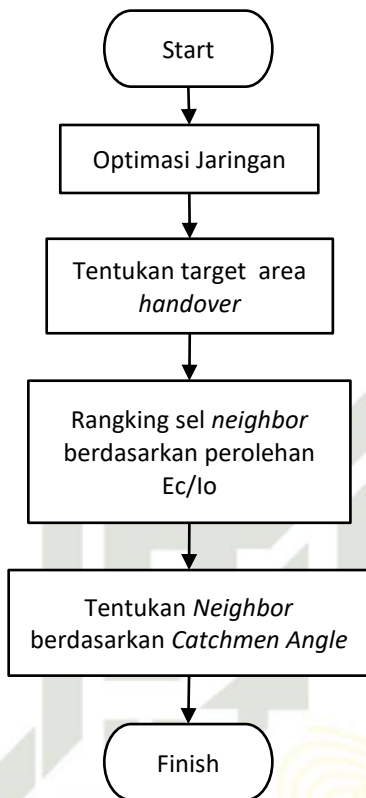 Start
Optimasi Jaringan
Tentukan target area
handover
Rangking sel neighbor
berdasarkan perolehan
Ec/Io
Tentukan Neighbor
berdasarkan Catchmen Angle
Finish